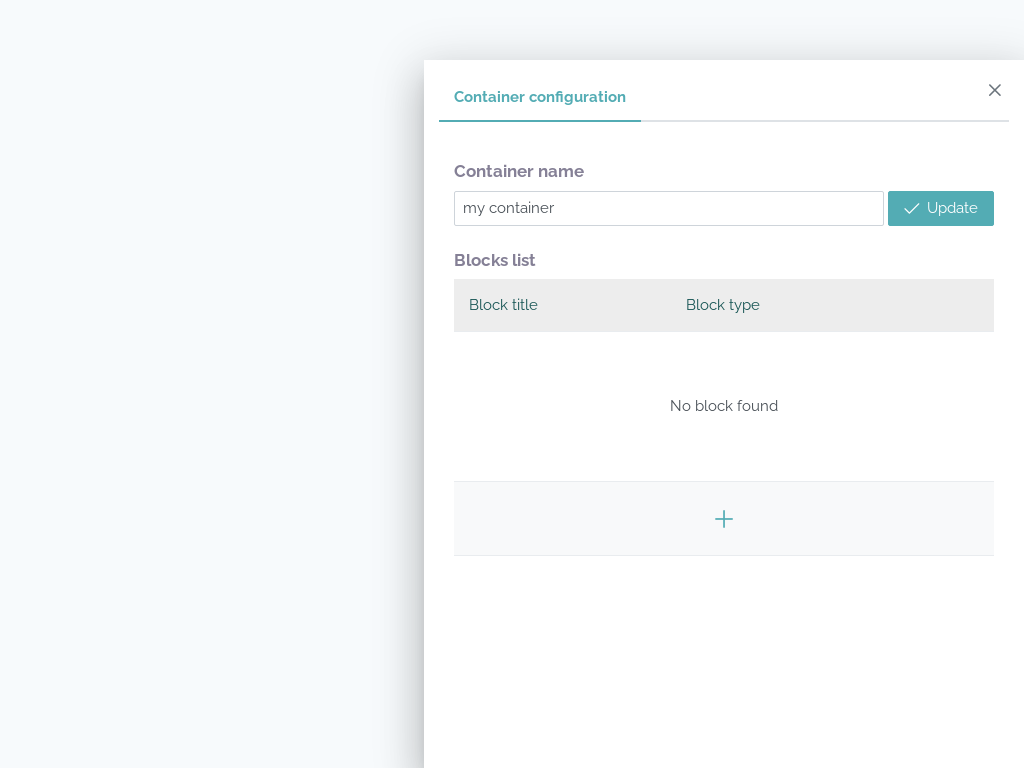 Container configuration
Container name
my container
Update
Blocks list
Block title Block type
No block found